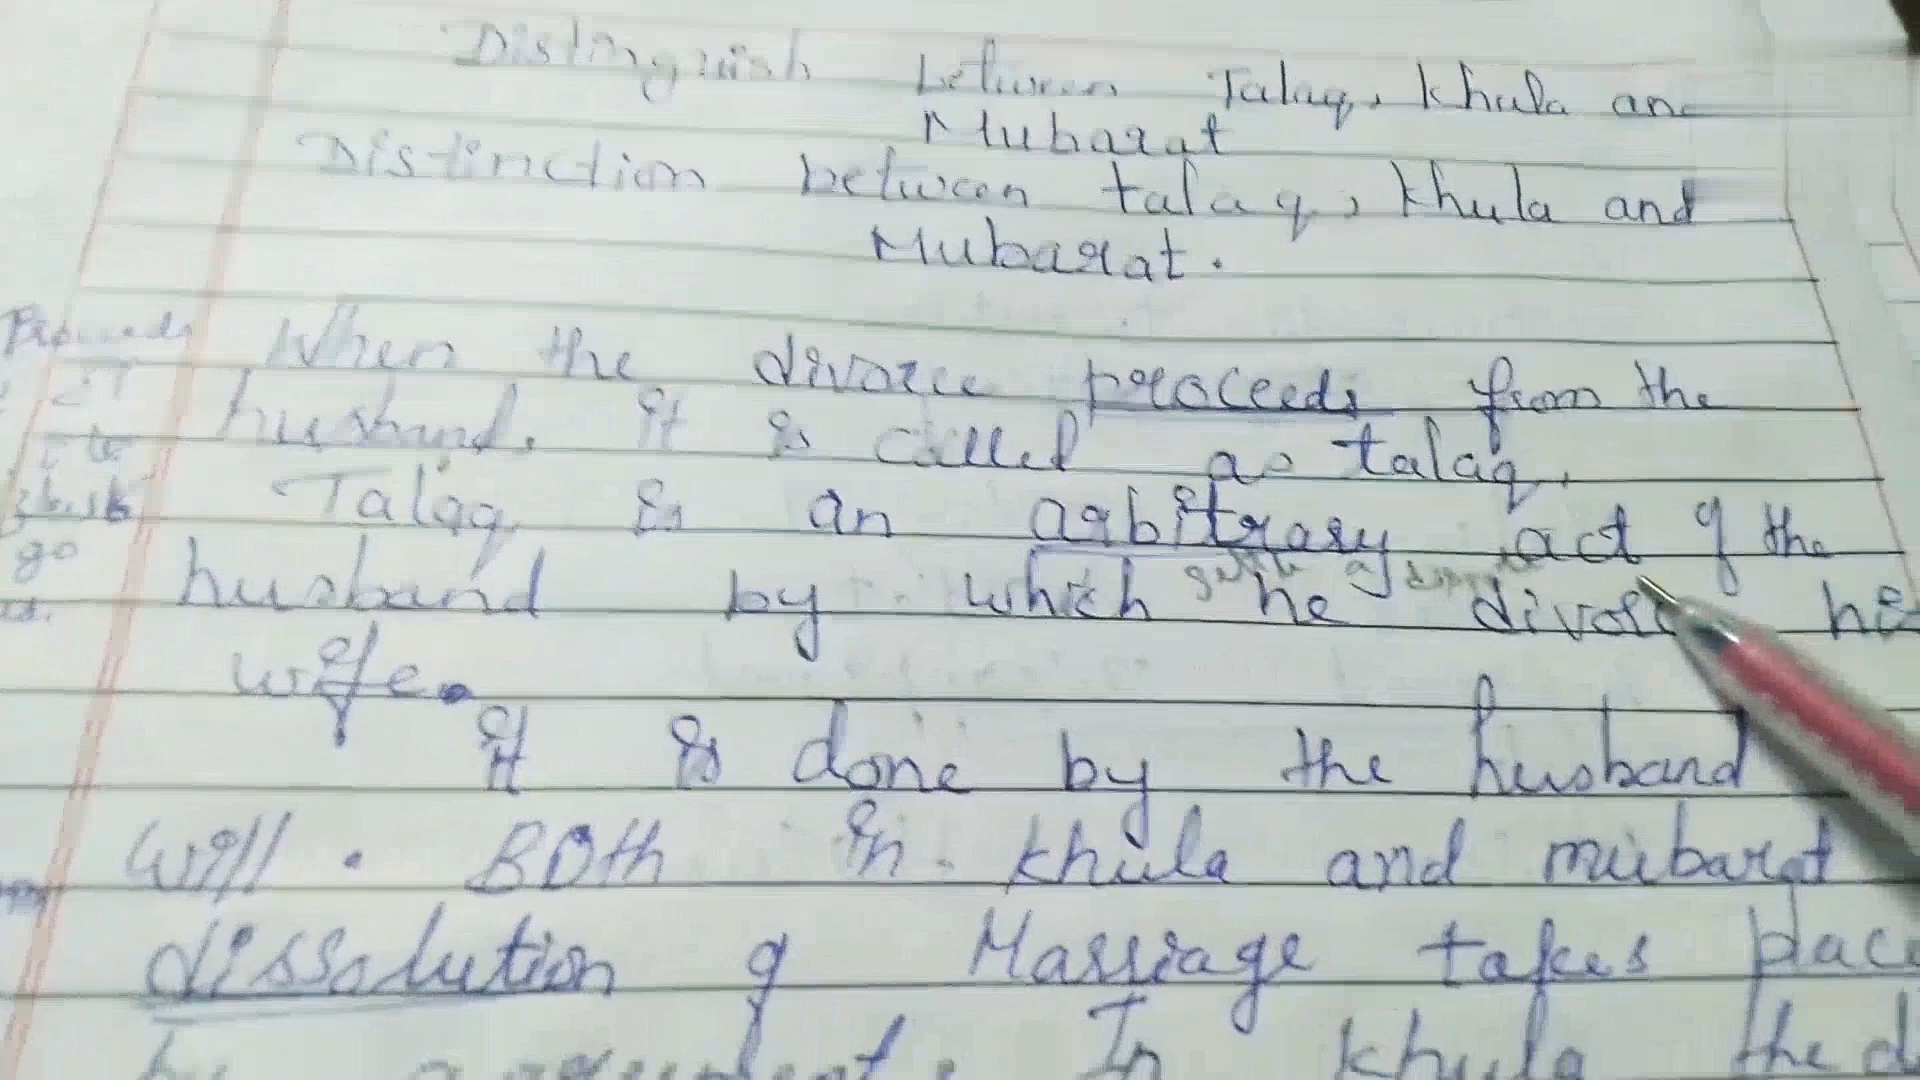 Distinguish between Talaq, Khula and
Mubarat
Distinction between talaq, Khula and
Mubarat.
When the divorce proceeds from the
husband, it is called as talaq.
Talaq is an arbitrary act of the
husband by which he divorce his
wife.
It is done by the husband
will. Both in Khula and mubarat
dissolution of Marriage takes place
by agreement. In Khula the
go